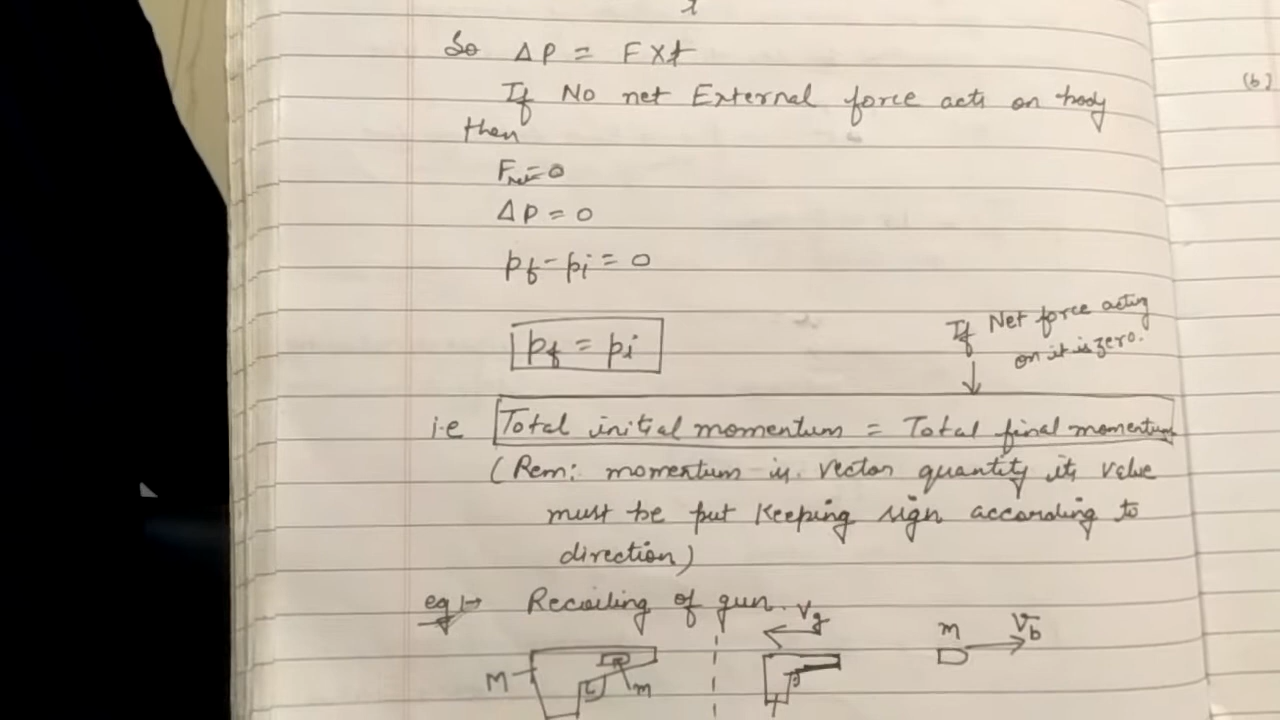 So ΔP = F×t
If No net External force acts on body
then
Fnet=0
ΔP=0
pf-pi=0
pf = pi
If Net force acting
on it is zero.
i.e Total initial momentum = Total final momentum
(Rem: momentum is vector quantity its value
must be put Keeping sign according to
direction)
eg 1→ Recoiling of gun.
Vg
m
Vb
M
m
(b)